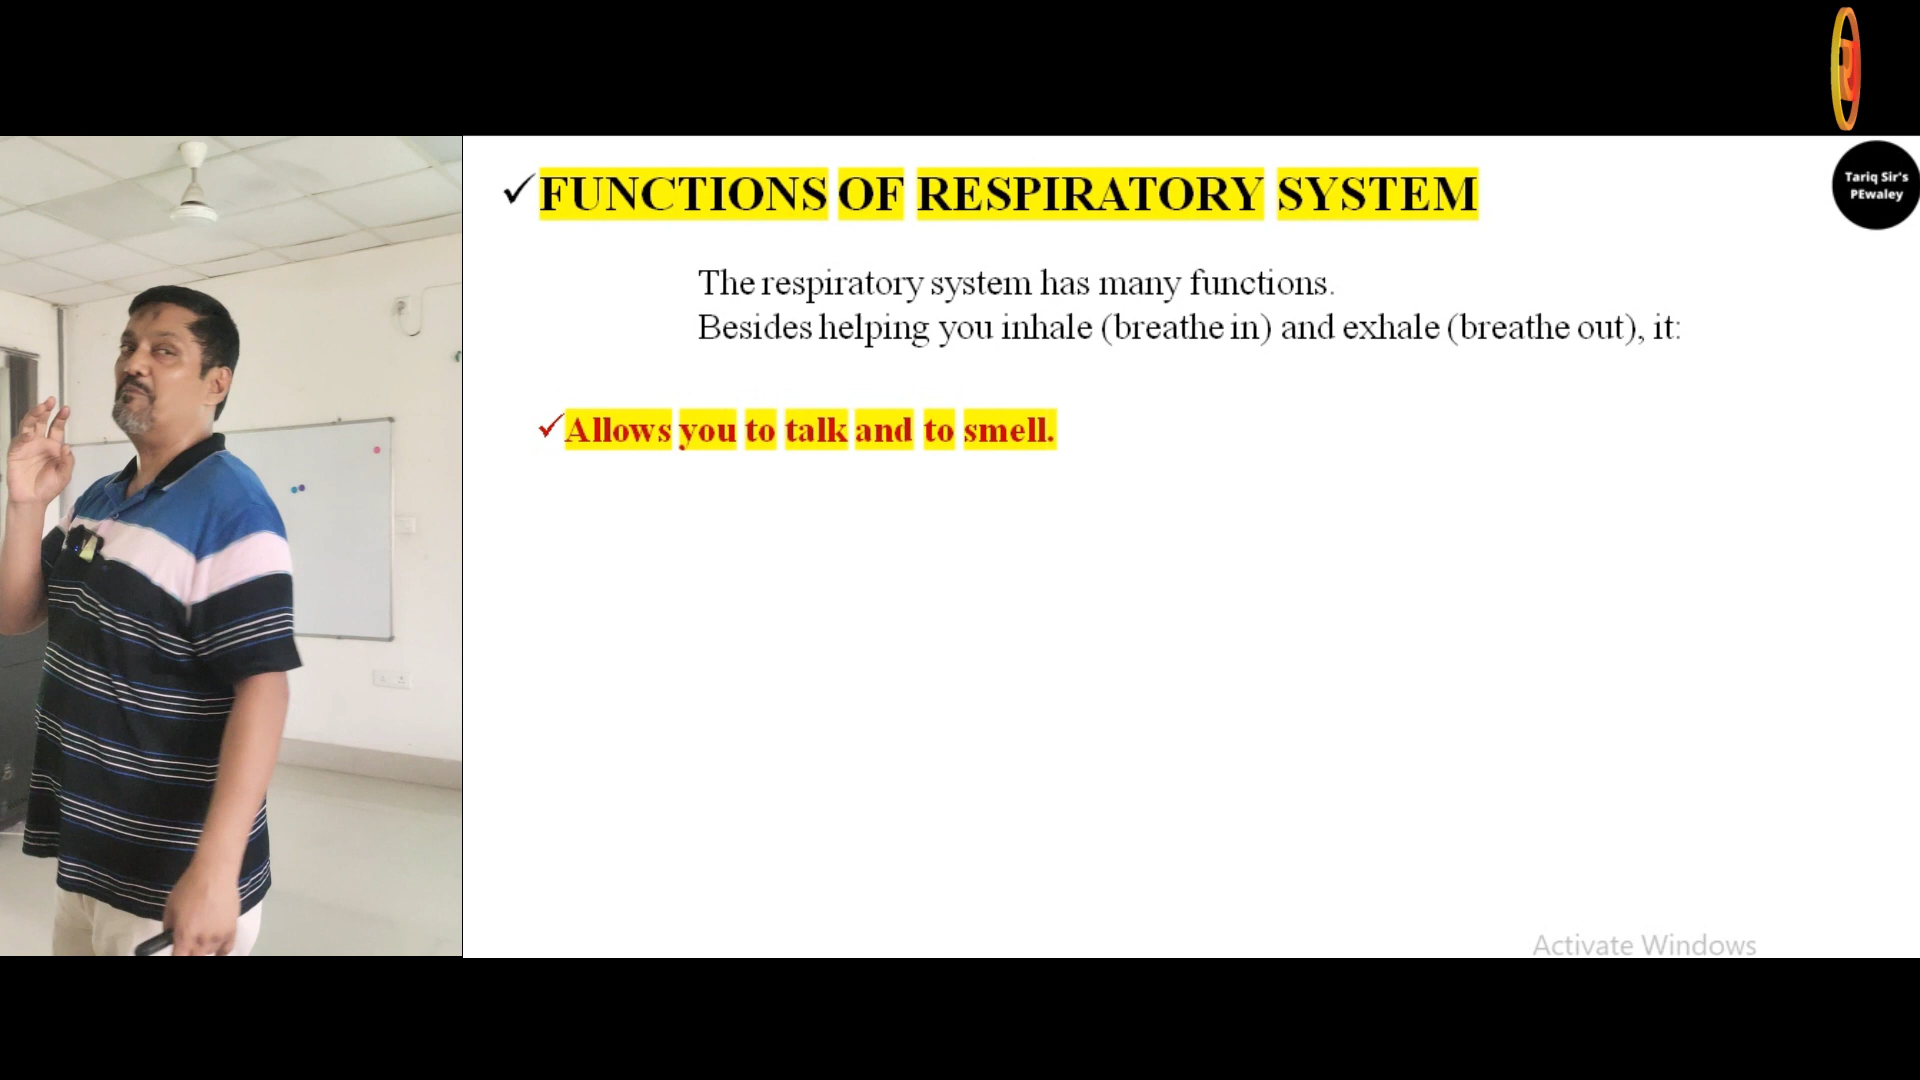 Tariq Sir's
PEwaley
✓FUNCTIONS OF RESPIRATORY SYSTEM
The respiratory system has many functions.
Besides helping you inhale (breathe in) and exhale (breathe out), it:
✓Allows you to talk and to smell.
Activate Windows